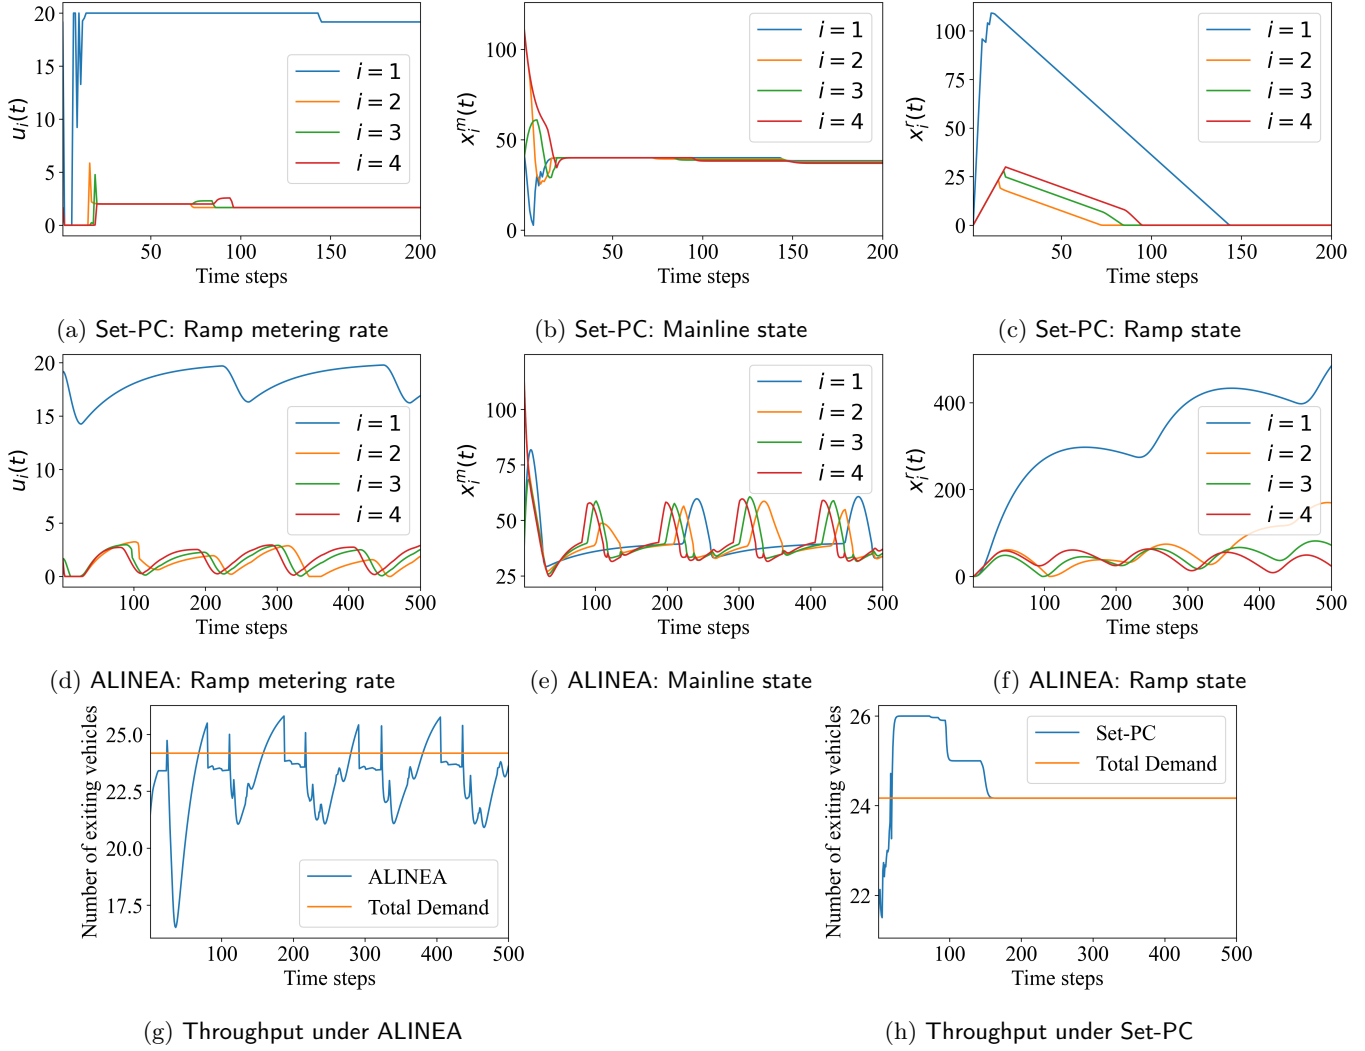 20
15
10
5
0
u_i(t)
i = 1
i = 2
i = 3
i = 4
50 100 150 200
Time steps
(a) Set-PC: Ramp metering rate
100
50
0
x_i^m(t)
i = 1
i = 2
i = 3
i = 4
50 100 150 200
Time steps
(b) Set-PC: Mainline state
100
75
50
25
0
x_i^r(t)
i = 1
i = 2
i = 3
i = 4
50 100 150 200
Time steps
(c) Set-PC: Ramp state
20
15
10
5
0
u_i(t)
i = 1
i = 2
i = 3
i = 4
100 200 300 400 500
Time steps
(d) ALINEA: Ramp metering rate
100
75
50
25
x_i^m(t)
i = 1
i = 2
i = 3
i = 4
100 200 300 400 500
Time steps
(e) ALINEA: Mainline state
400
200
0
x_i^r(t)
i = 1
i = 2
i = 3
i = 4
100 200 300 400 500
Time steps
(f) ALINEA: Ramp state
25.0
22.5
20.0
17.5
Number of exiting vehicles
ALINEA
Total Demand
100 200 300 400 500
Time steps
(g) Throughput under ALINEA
26
24
22
Number of exiting vehicles
Set-PC
Total Demand
100 200 300 400 500
Time steps
(h) Throughput under Set-PC